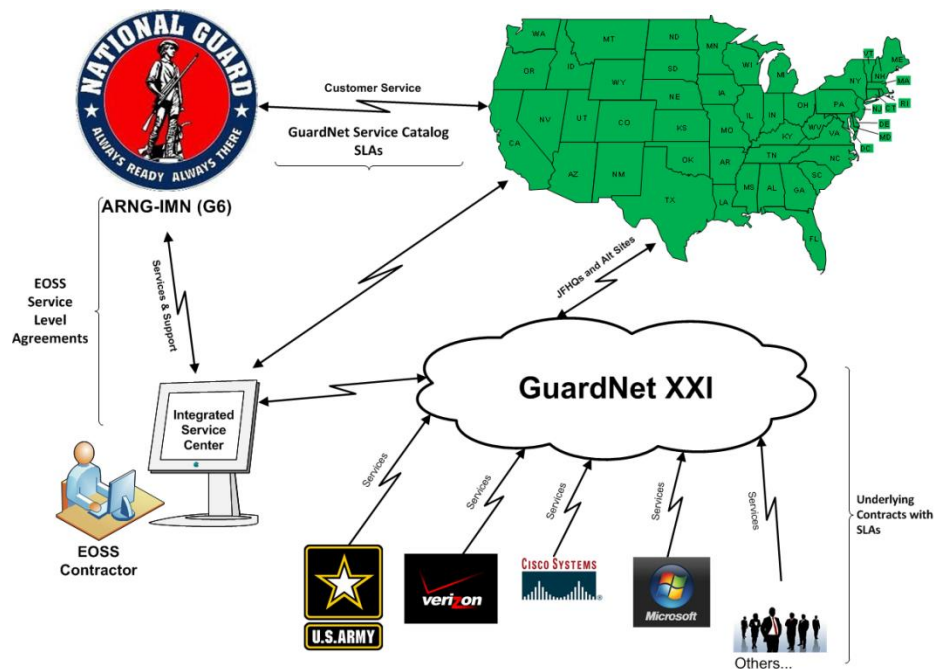 NATIONAL GUARD
ALWAYS READY ALWAYS THERE
ARNG-IMN (G6)
Customer Service
GuardNet Service Catalog
SLAs
WA
MT
ND
MN
OR
ID
WY
SD
WI
MI
NY
VT
NH
ME
MA
RI
CT
NJ
PA
DE
MD
DC
NV
UT
CO
NE
IA
IL
IN
OH
WV
VA
KY
CA
AZ
NM
KS
MO
OK
AR
TN
NC
SC
TX
LA
MS
AL
GA
FL
EOSS
Service
Level
Agreements
Services & Support
JFHQs and Alt Sites
Integrated
Service
Center
EOSS
Contractor
GuardNet XXI
Services
Services
Services
Services
Services
U.S.ARMY
verizon
CISCO SYSTEMS
®
Microsoft
Others...
Underlying
Contracts with
SLAs